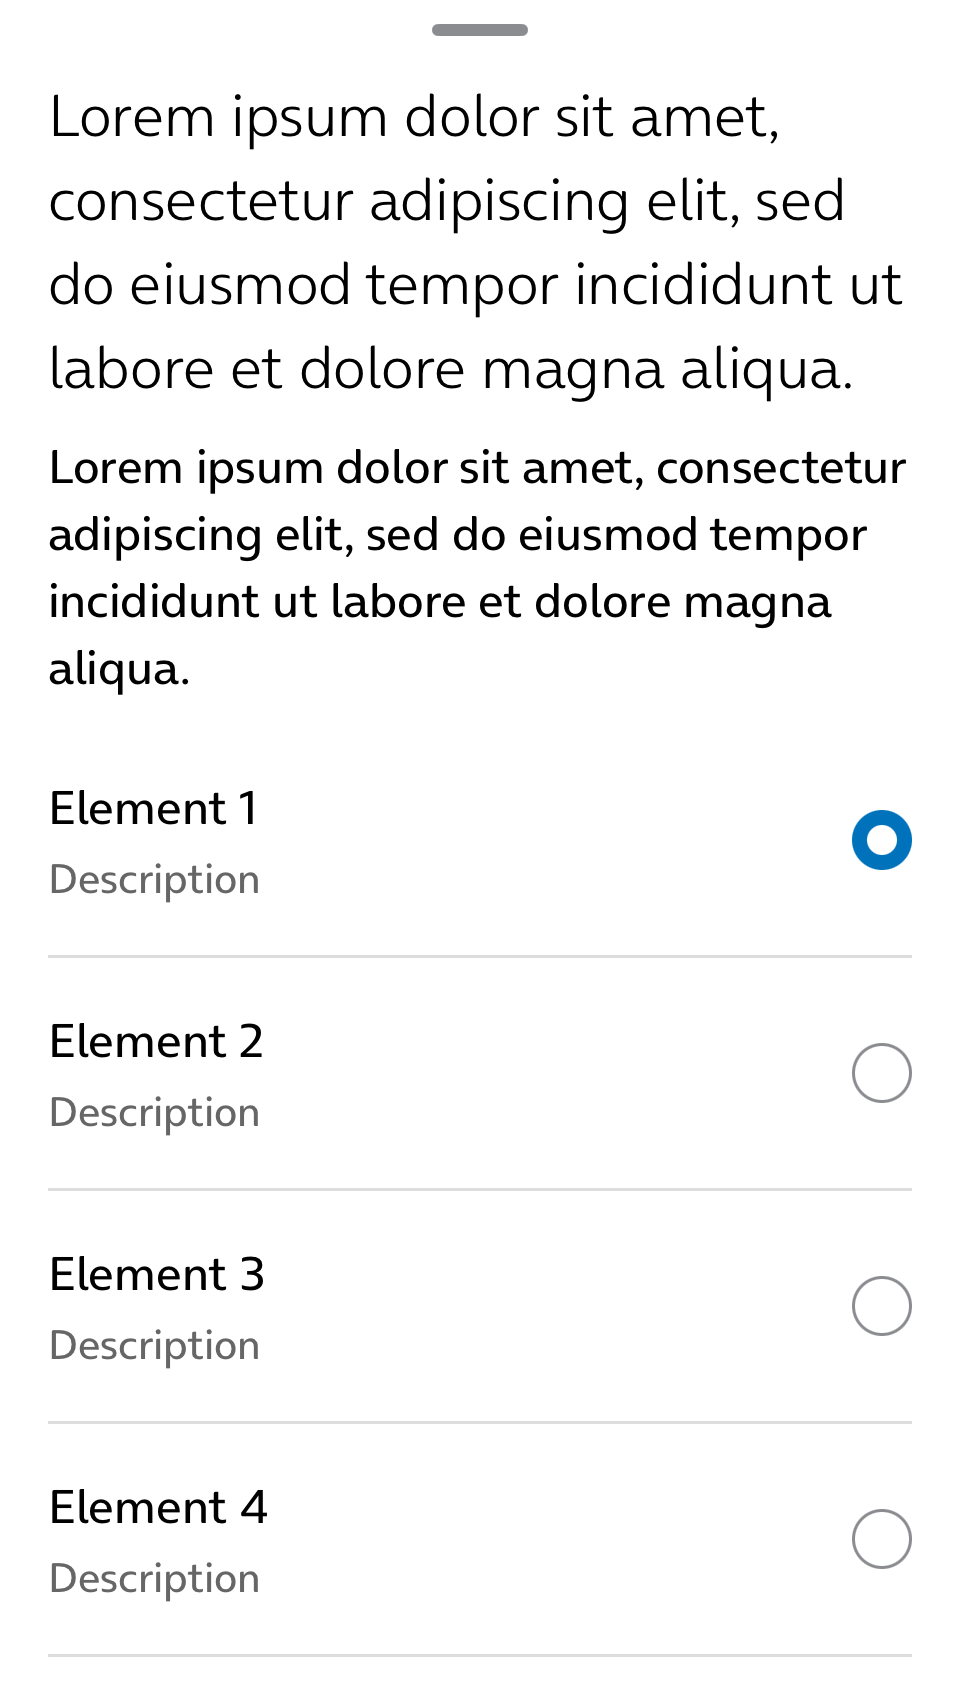 Lorem ipsum dolor sit amet,
consectetur adipiscing elit, sed
do eiusmod tempor incididunt ut
labore et dolore magna aliqua.
Lorem ipsum dolor sit amet, consectetur
adipiscing elit, sed do eiusmod tempor
incididunt ut labore et dolore magna
aliqua.
Element 1
Description
Element 2
Description
Element 3
Description
Element 4
Description